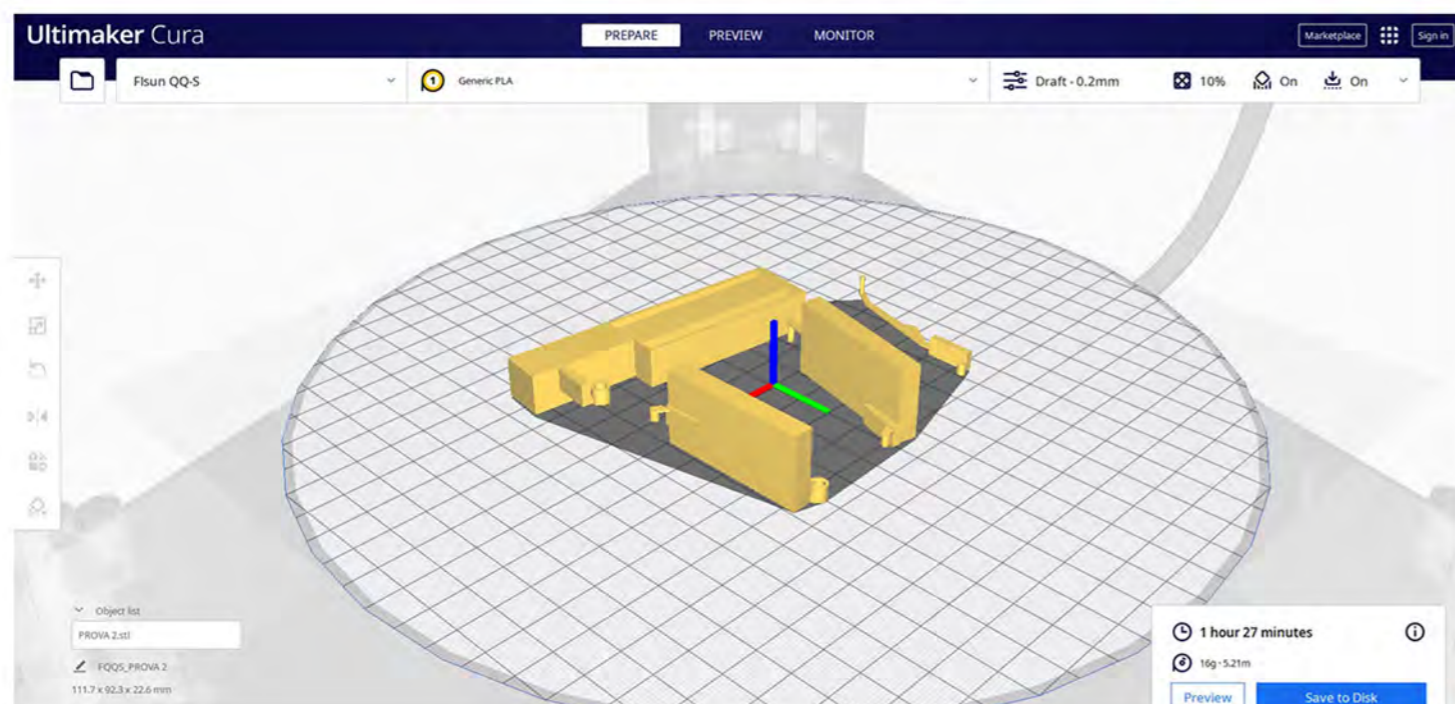 Ultimaker Cura
PREPARE PREVIEW MONITOR
Marketplace Sign in
Flsun QQ-S
1 Generic PLA
Draft - 0.2mm 10% On On
Object list
PROVA 2.stl
FQQS_PROVA 2
111.7 x 92.3 x 22.6 mm
1 hour 27 minutes
16g · 5.21m
Preview Save to Disk